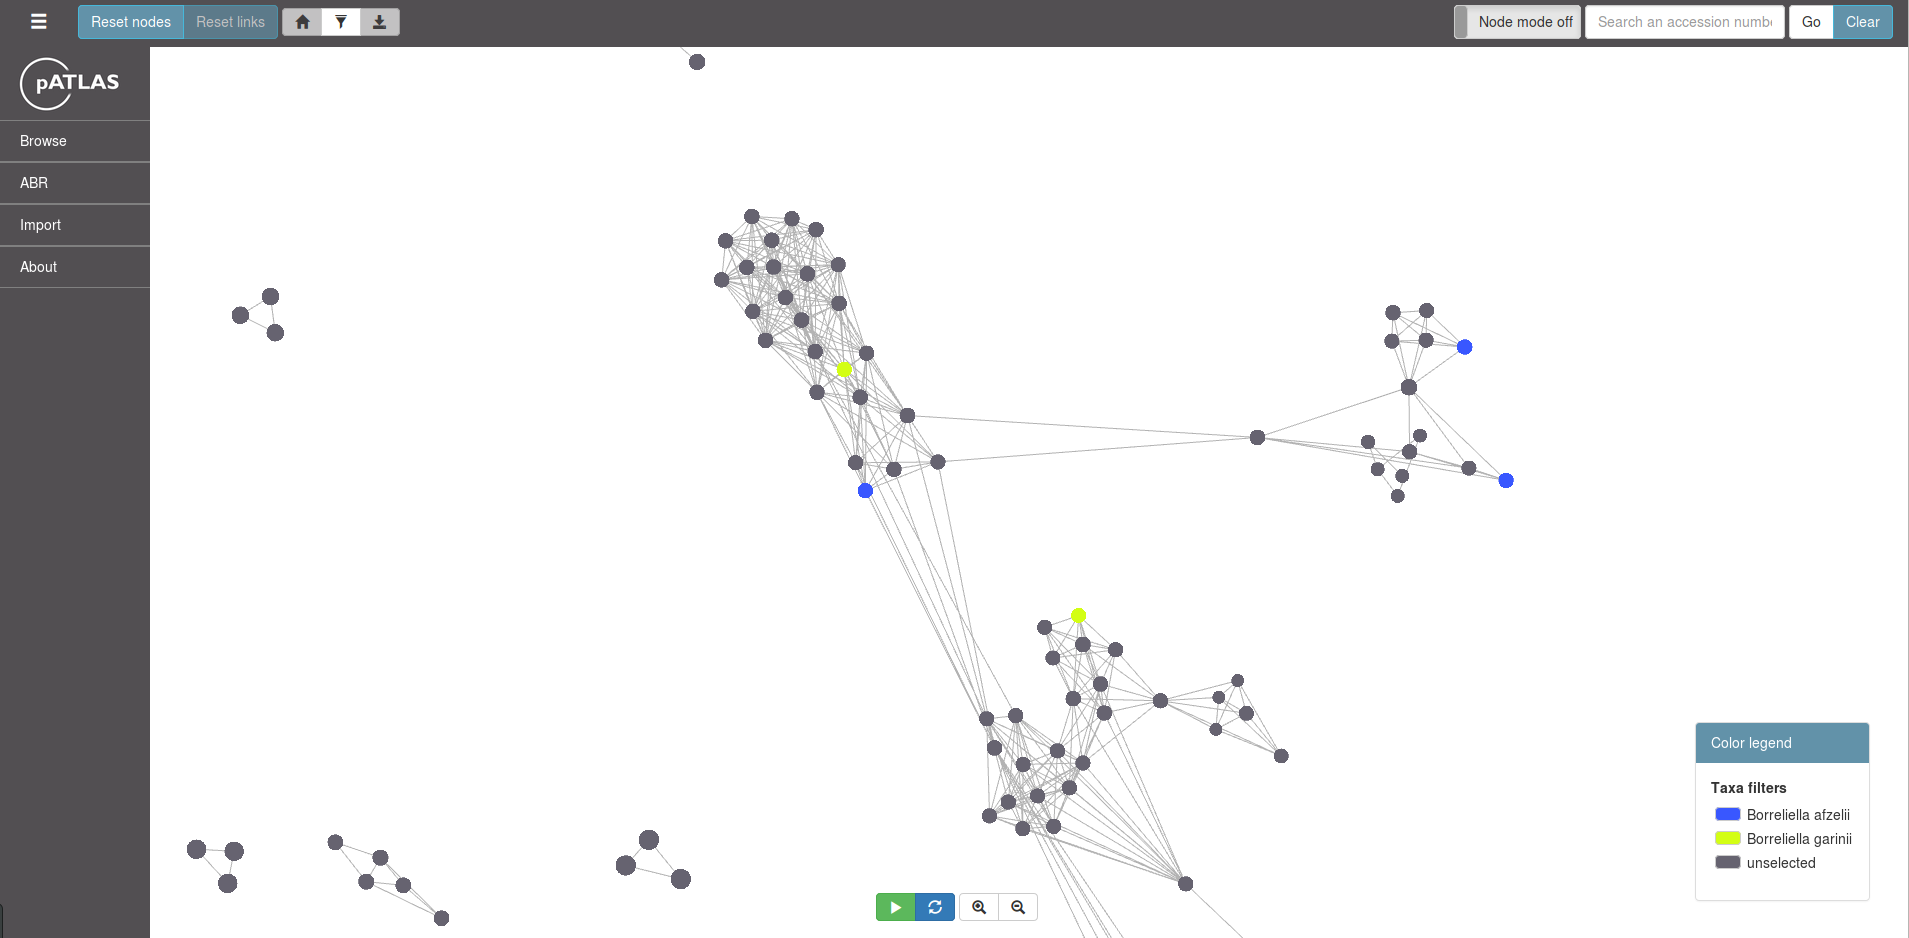 Reset nodes Reset links Node mode off Search an accession numb Go Clear
pATLAS
Browse
ABR
Import
About
Color legend
Taxa filters
Borreliella afzelii
Borreliella garinii
unselected